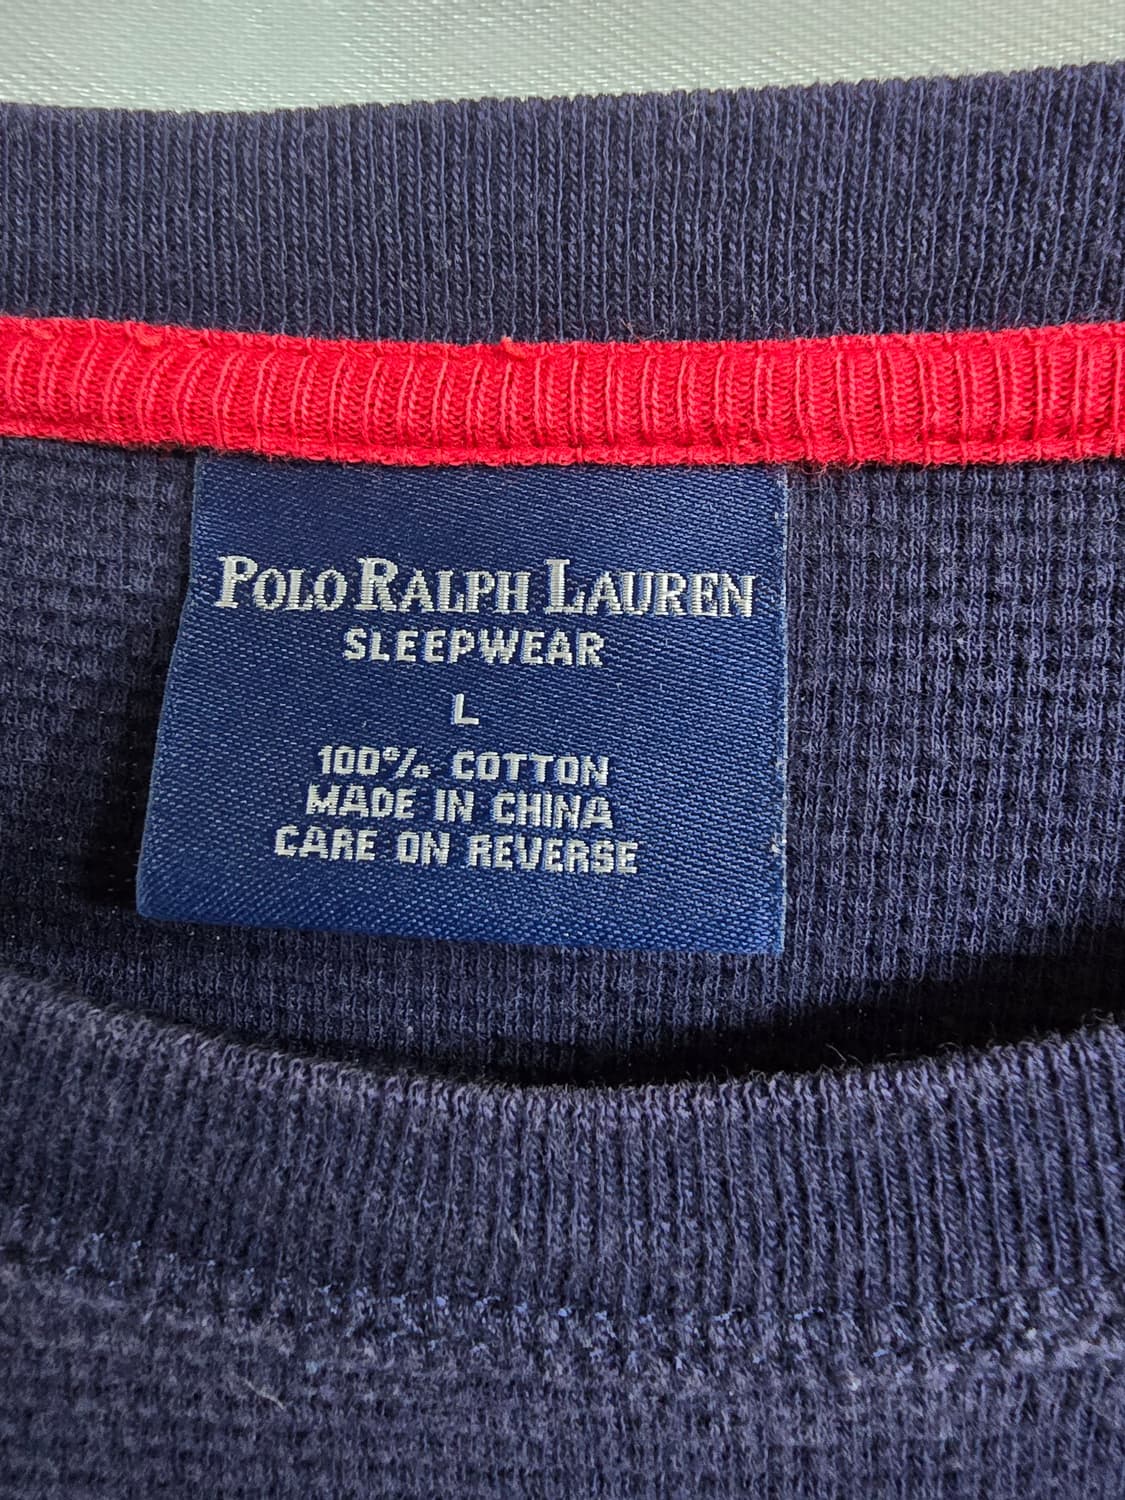 POLO RALPH LAUREN
SLEEPWEAR
L
100% COTTON
MADE IN CHINA
CARE ON REVERSE